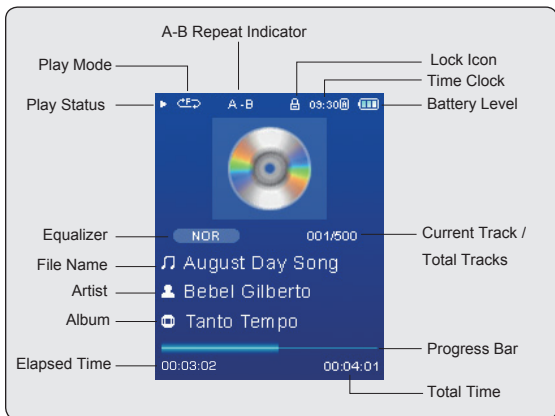 A-B Repeat Indicator
Play Mode
Lock Icon
Time Clock
Play Status
Battery Level
A-B
09:30
Equalizer
NOR
001/500
Current Track /
Total Tracks
File Name
August Day Song
Artist
Bebel Gilberto
Album
Tanto Tempo
Progress Bar
Elapsed Time
00:03:02
00:04:01
Total Time